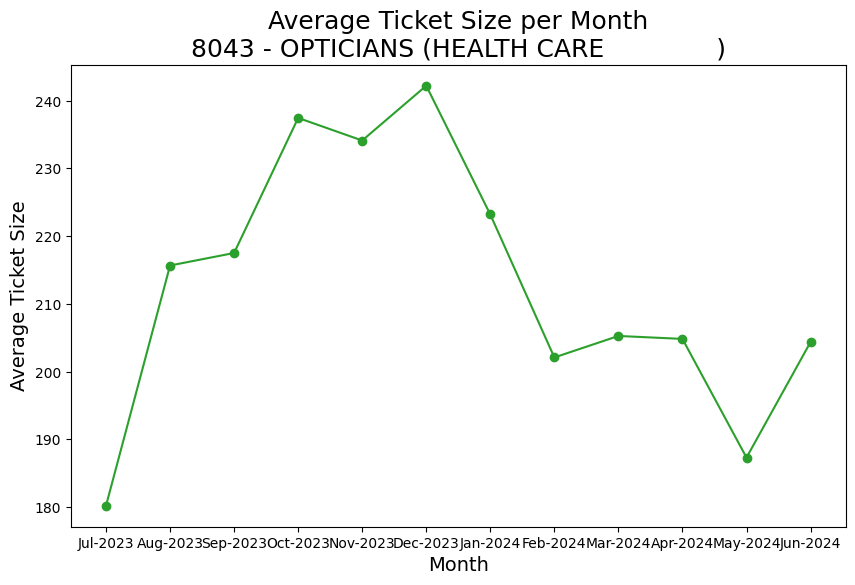 Average Ticket Size per Month
8043 - OPTICIANS (HEALTH CARE                )
Average Ticket Size
240
230
220
210
200
190
180
Jul-2023 Aug-2023 Sep-2023 Oct-2023 Nov-2023 Dec-2023 Jan-2024 Feb-2024 Mar-2024 Apr-2024 May-2024 Jun-2024
Month